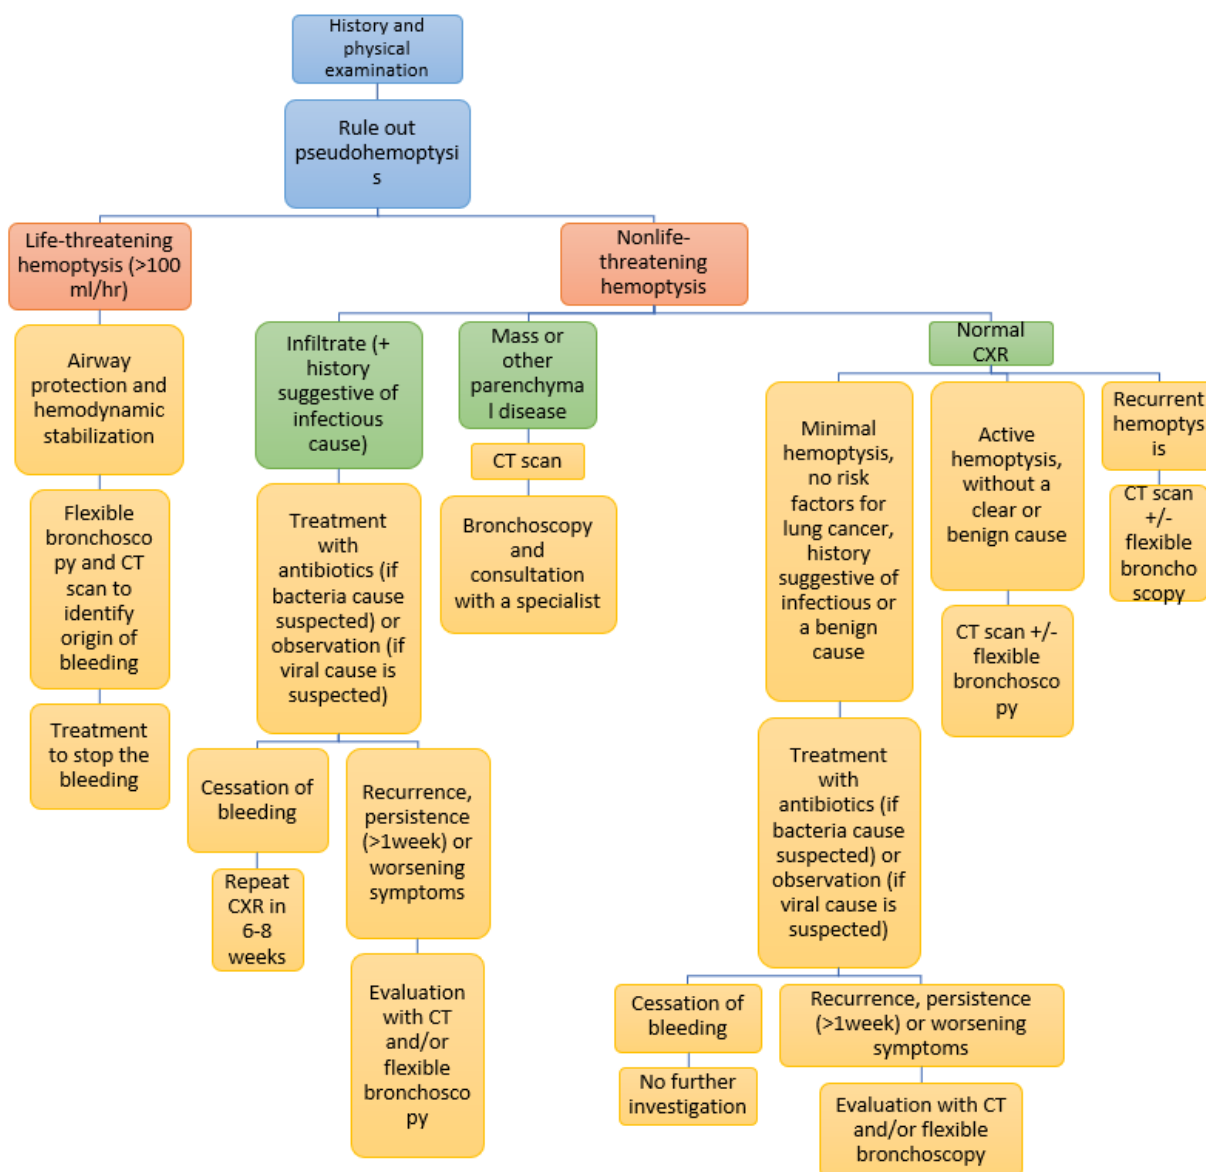 History and
physical
examination
Rule out
pseudohemoptysi
s
Life-threatening
hemoptysis (>100
ml/hr)
Nonlife-
threatening
hemoptysis
Airway
protection and
hemodynamic
stabilization
Flexible
bronchosco
py and CT
scan to
identify
origin of
bleeding
Treatment
to stop the
bleeding
Infiltrate (+
history
suggestive of
infectious
cause)
Treatment
with
antibiotics (if
bacteria cause
suspected) or
observation (if
viral cause is
suspected)
Cessation of
bleeding
Repeat
CXR in
6-8
weeks
Recurrence,
persistence
(>1week) or
worsening
symptoms
Evaluation
with CT
and/or
flexible
bronchosco
py
Mass or
other
parenchyma
l disease
CT scan
Bronchoscopy
and
consultation
with a specialist
Normal
CXR
Minimal
hemoptysis,
no risk
factors for
lung cancer,
history
suggestive of
infectious or
a benign
cause
Treatment
with
antibiotics (if
bacteria cause
suspected) or
observation (if
viral cause is
suspected)
Cessation of
bleeding
No further
investigation
Recurrence, persistence
(>1week) or worsening
symptoms
Evaluation with CT
and/or flexible
bronchoscopy
Active
hemoptysis,
without a
clear or
benign cause
CT scan +/-
flexible
bronchosco
py
Recurrent
hemoptys
is
CT scan
+/-
flexible
broncho
scopy